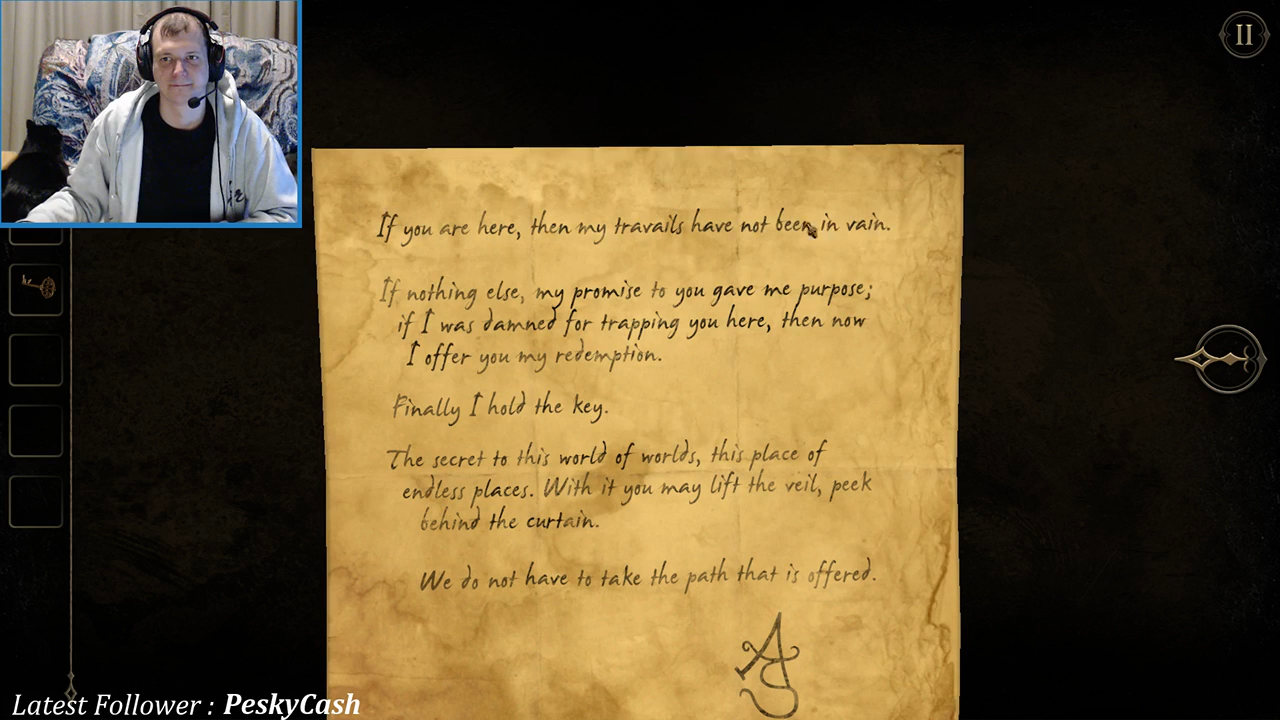 If you are here, then my travails have not been in vain.
If nothing else, my promise to you gave me purpose;
if I was damned for trapping you here, then now
I offer you my redemption.
Finally I hold the key.
The secret to this world of worlds, this place of
endless places. With it you may lift the veil, peek
behind the curtain.
We do not have to take the path that is offered.
AS
Latest Follower : PeskyCash